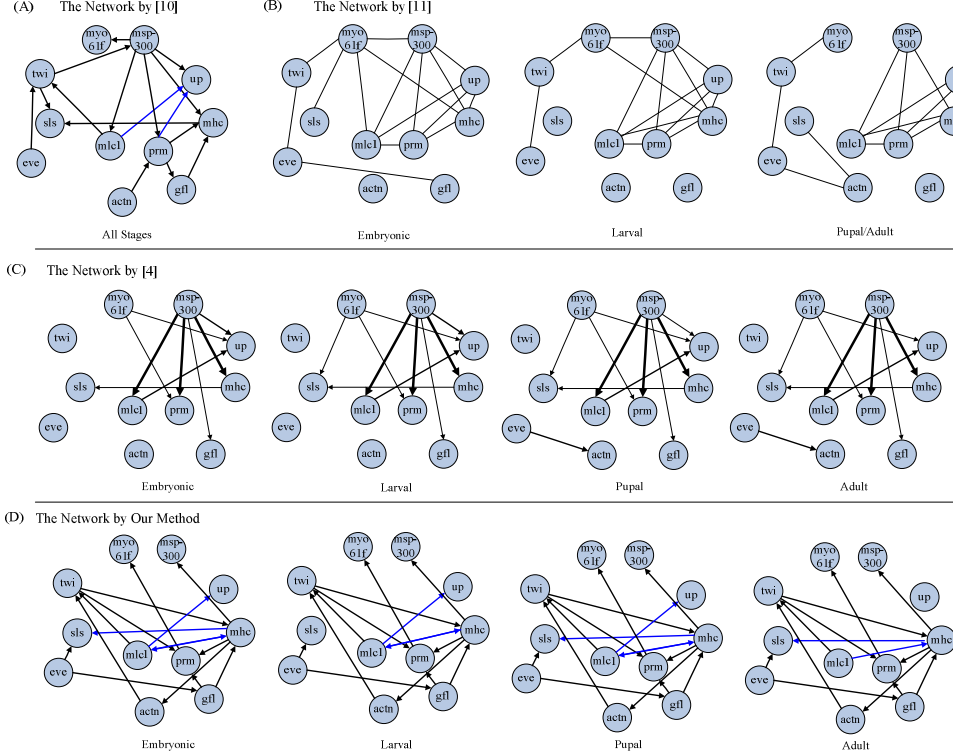 (A) The Network by [10]
(B) The Network by [11]
myo
61f
msp-
300
twi
up
sls
mhc
mlc1
prm
eve
gfl
actn
All Stages
myo
61f
msp-
300
twi
up
sls
mhc
mlc1
prm
eve
actn
gfl
Embryonic
myo
61f
msp-
300
twi
up
sls
mhc
mlc1
prm
eve
actn
gfl
Larval
myo
61f
msp-
300
twi
sls
mlc1
prm
eve
actn
gfl
Pupal/Adult
(C) The Network by [4]
myo
61f
msp-
300
twi
up
sls
mhc
mlc1
prm
eve
actn
gfl
Embryonic
myo
61f
msp-
300
twi
up
sls
mhc
mlc1
prm
eve
actn
gfl
Larval
myo
61f
msp-
300
twi
up
sls
mhc
mlc1
prm
eve
actn
gfl
Pupal
myo
61f
msp-
300
twi
up
sls
mhc
mlc1
prm
eve
actn
gfl
Adult
(D) The Network by Our Method
myo
61f
msp-
300
twi
up
sls
mhc
mlc1
prm
eve
gfl
actn
Embryonic
myo
61f
msp-
300
twi
up
sls
mhc
mlc1
prm
eve
gfl
actn
Larval
myo
61f
msp-
300
twi
up
sls
mhc
mlc1
prm
eve
gfl
actn
Pupal
myo
61f
msp-
300
twi
up
sls
mhc
mlc1
prm
eve
gfl
actn
Adult